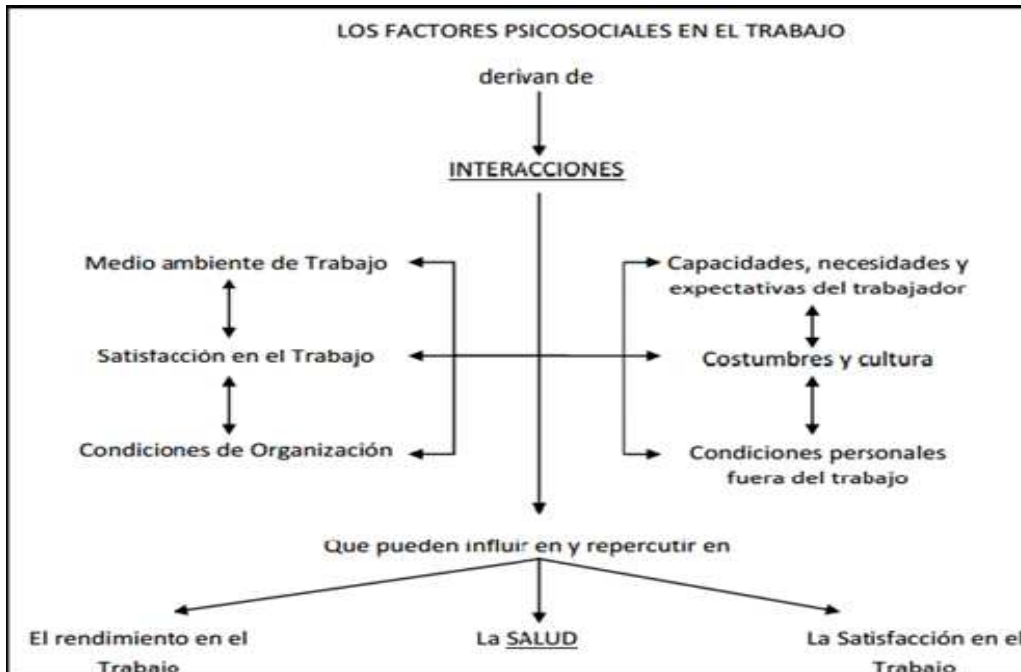 LOS FACTORES PSICOSOCIALES EN EL TRABAJO
derivan de
INTERACCIONES
Medio ambiente de Trabajo
Capacidades, necesidades y
expectativas del trabajador
Satisfacción en el Trabajo
Costumbres y cultura
Condiciones de Organización
Condiciones personales
fuera del trabajo
Que pueden influir en y repercutir en
El rendimiento en el
Trabajo
La SALUD
La Satisfacción en el
Trabajo